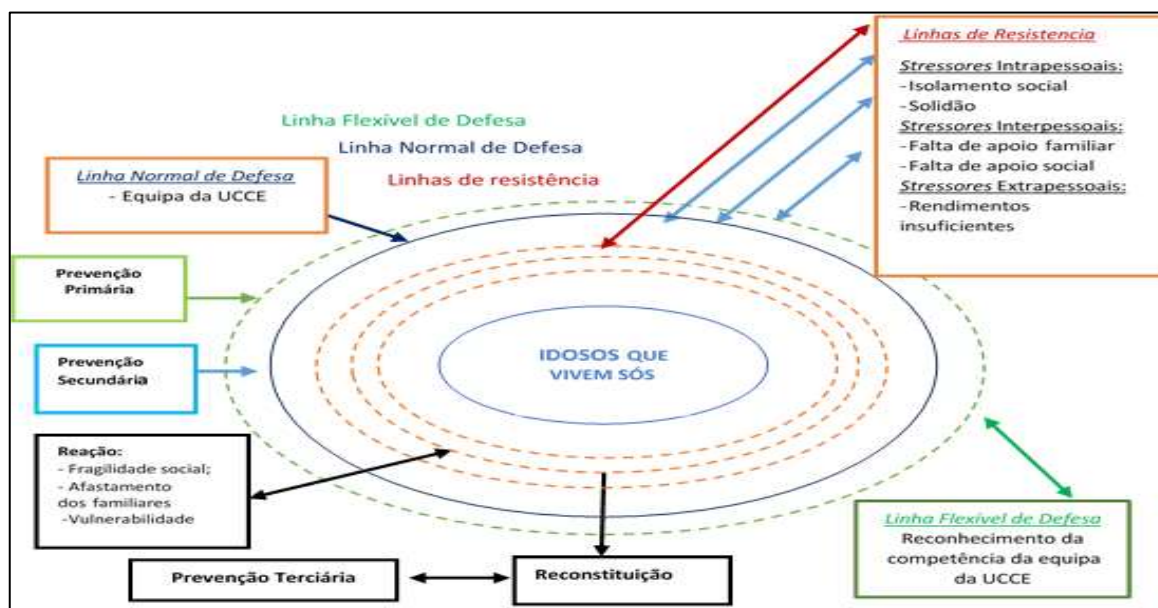 Linhas de Resistencia
Stressores Intrapessoais:
-Isolamento social
-Solidão
Stressores Interpessoais:
-Falta de apoio familiar
-Falta de apoio social
Stressores Extrapessoais:
-Rendimentos
insuficientes
Linha Flexível de Defesa
Linha Normal de Defesa
Linhas de resistência
Linha Normal de Defesa
- Equipa da UCCE
Prevenção
Primária
Prevenção
Secundária
IDOSOS QUE
VIVEM SÓS
Reação:
- Fragilidade social;
- Afastamento
dos familiares
-Vulnerabilidade
Linha Flexível de Defesa
Reconhecimento da
competência da equipa
da UCCE
Prevenção Terciária
Reconstituição